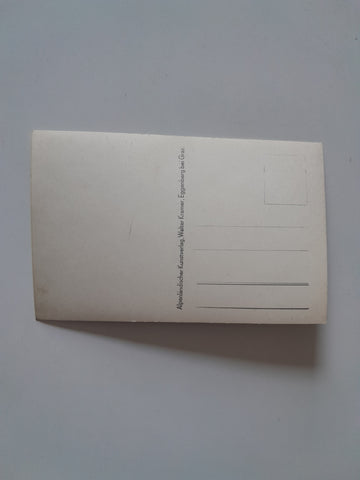 Alpenländischer Kunstverlag, Walter Kramer, Eggenberg bei Graz